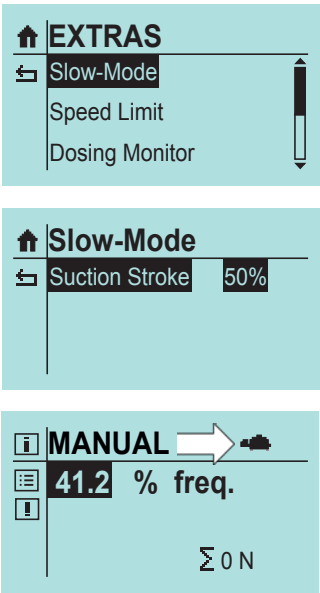 EXTRAS
Slow-Mode
Speed Limit
Dosing Monitor
Slow-Mode
Suction Stroke 50%
MANUAL
41.2 % freq.
Σ 0 N